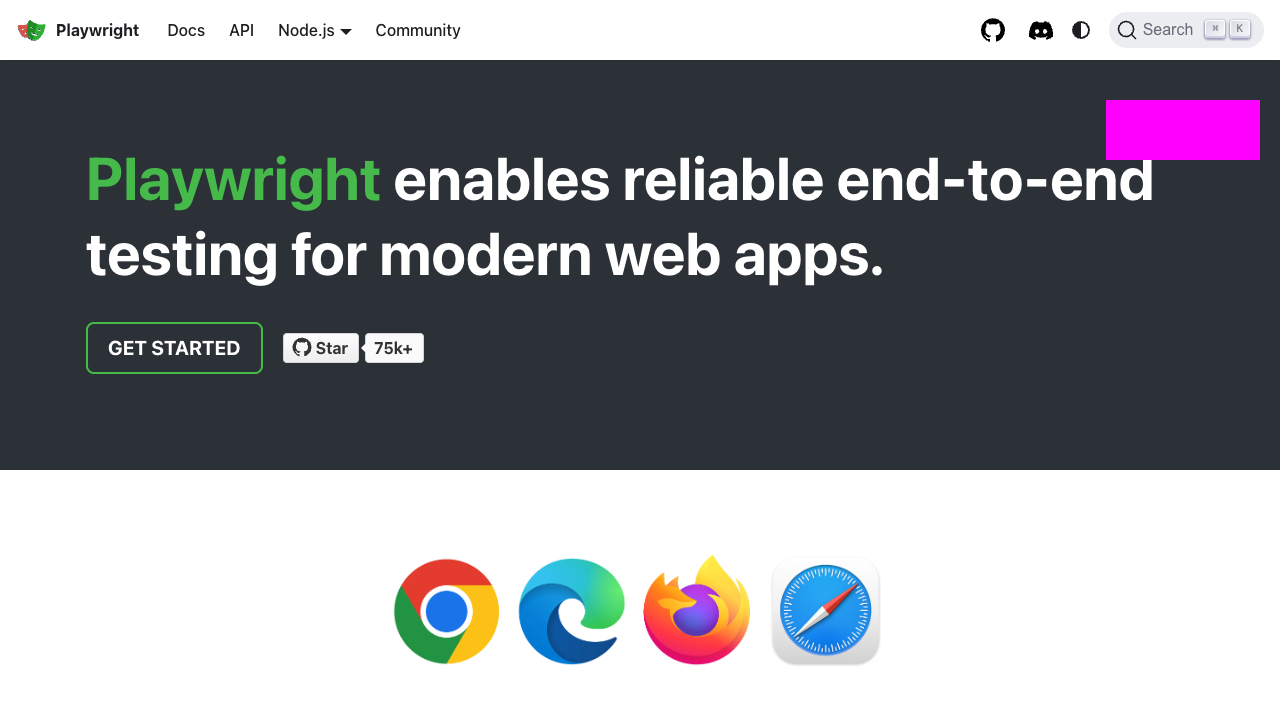 Playwright Docs API Node.js Community Search ⌘ K
Playwright enables reliable end-to-end
testing for modern web apps.
GET STARTED Star 75k+